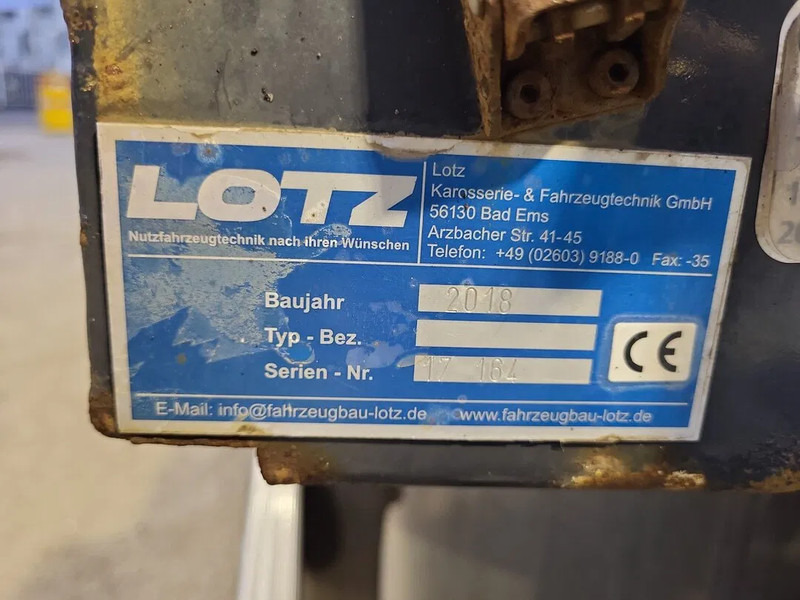 LOTZ
Nutzfahrzeugtechnik nach ihren Wünschen
Lotz
Karosserie- & Fahrzeugtechnik GmbH
56130 Bad Ems
Arzbacher Str. 41-45
Telefon: +49 (02603) 9188-0 Fax: -35
Baujahr 2018
Typ - Bez.
Serien - Nr. 17 164
CE
E-Mail: info@fahrzeugbau-lotz.de www.fahrzeugbau-lotz.de